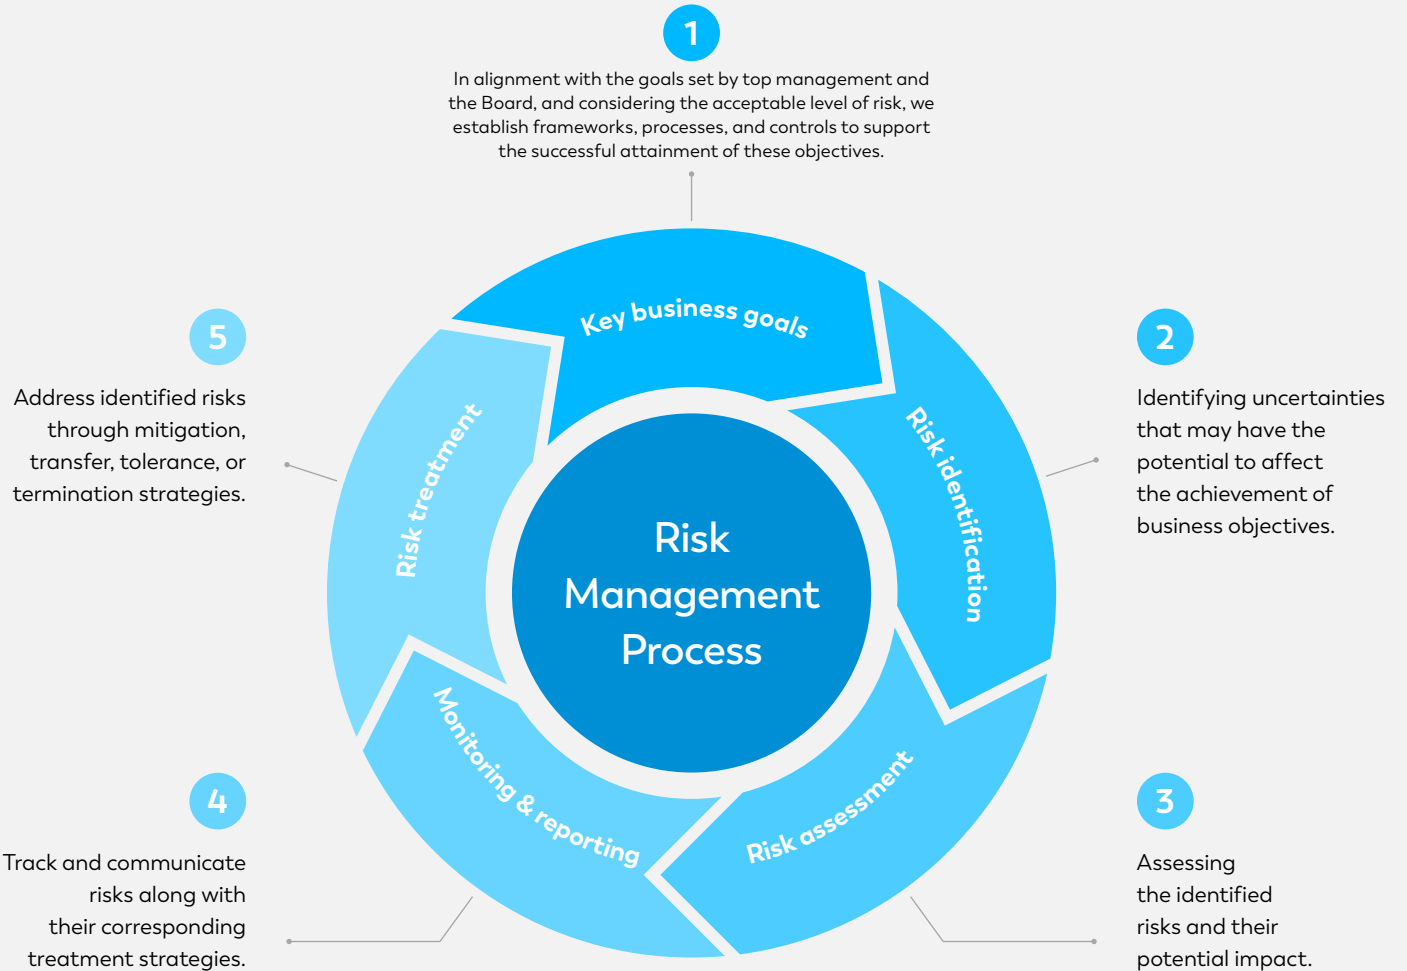 1
In alignment with the goals set by top management and
the Board, and considering the acceptable level of risk, we
establish frameworks, processes, and controls to support
the successful attainment of these objectives.
Key business goals
2
Identifying uncertainties
that may have the
potential to affect
the achievement of
business objectives.
Risk identification
3
Assessing
the identified
risks and their
potential impact.
Risk assessment
4
Track and communicate
risks along with
their corresponding
treatment strategies.
Monitoring & reporting
5
Address identified risks
through mitigation,
transfer, tolerance, or
termination strategies.
Risk treatment
Risk
Management
Process